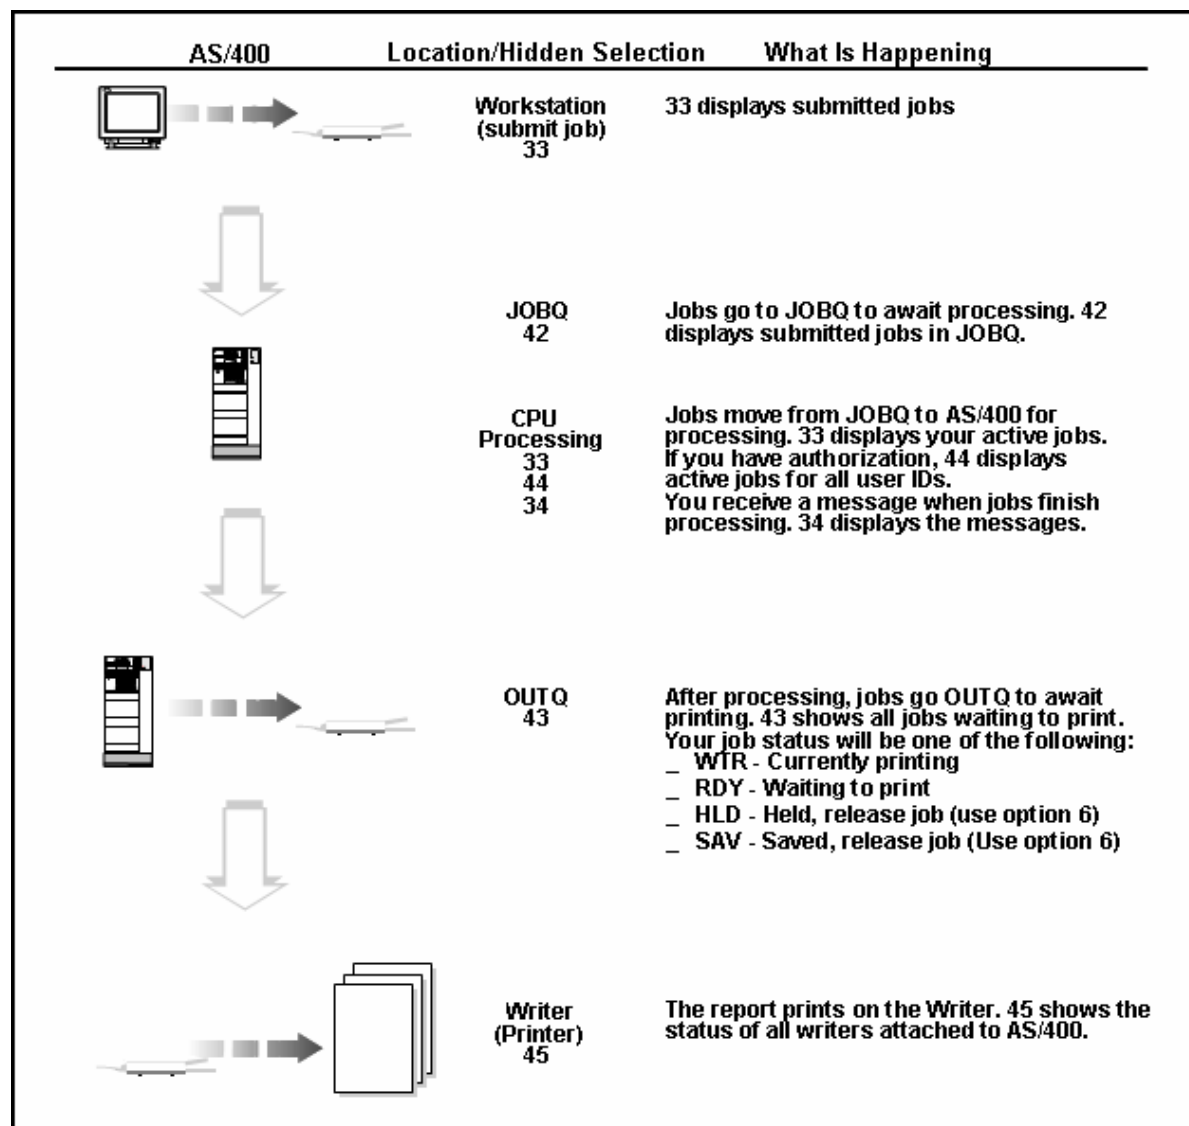 AS/400 Location/Hidden Selection What Is Happening
Workstation
(submit job)
33
33 displays submitted jobs
JOBQ
42
Jobs go to JOBQ to await processing. 42
displays submitted jobs in JOBQ.
CPU
Processing
33
44
34
Jobs move from JOBQ to AS/400 for
processing. 33 displays your active jobs.
If you have authorization, 44 displays
active jobs for all user IDs.
You receive a message when jobs finish
processing. 34 displays the messages.
OUTQ
43
After processing, jobs go OUTQ to await
printing. 43 shows all jobs waiting to print.
Your job status will be one of the following:
_ WTR - Currently printing
_ RDY - Waiting to print
_ HLD - Held, release job (use option 6)
_ SAV - Saved, release job (Use option 6)
Writer
(Printer)
45
The report prints on the Writer. 45 shows the
status of all writers attached to AS/400.